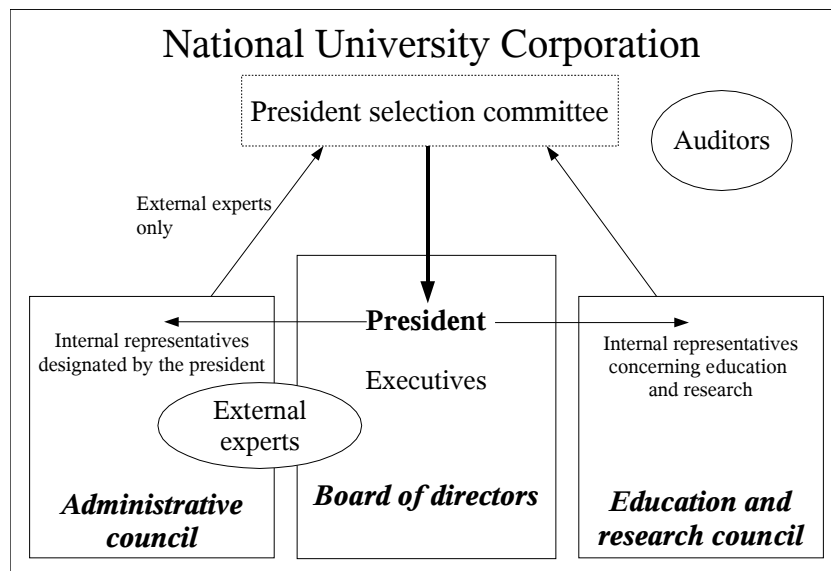 National University Corporation
President selection committee
Auditors
External experts
only
President
Internal representatives
designated by the president
Executives
Internal representatives
concerning education
and research
External
experts
Administrative
council
Board of directors
Education and
research council